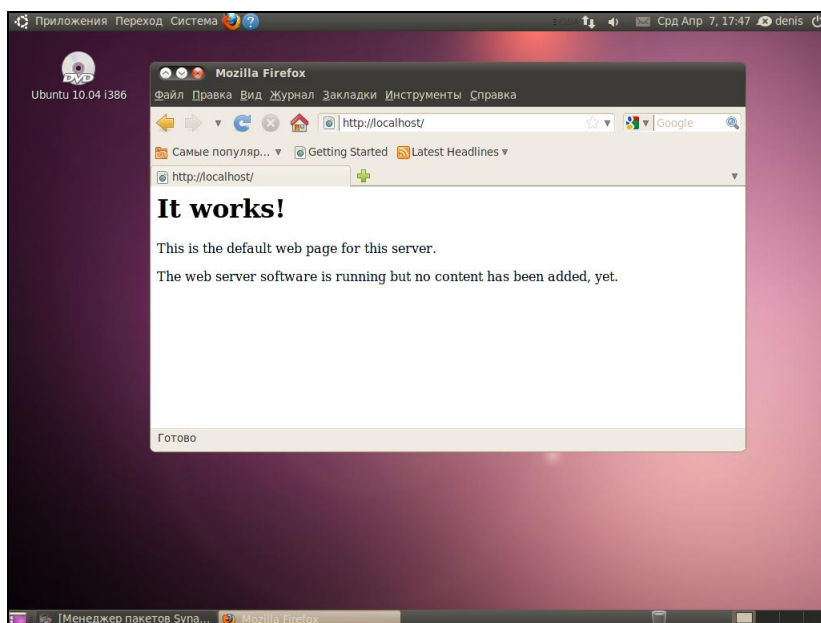 Приложения Переход Система
Срд Апр 7, 17:47 denis
Ubuntu 10.04 i386
Mozilla Firefox
Файл Правка Вид Журнал Закладки Инструменты Справка
http://localhost/ Google
Самые популяр... Getting Started Latest Headlines
http://localhost/
It works!
This is the default web page for this server.
The web server software is running but no content has been added, yet.
Готово
[Менеджер пакетов Syna... Mozilla Firefox